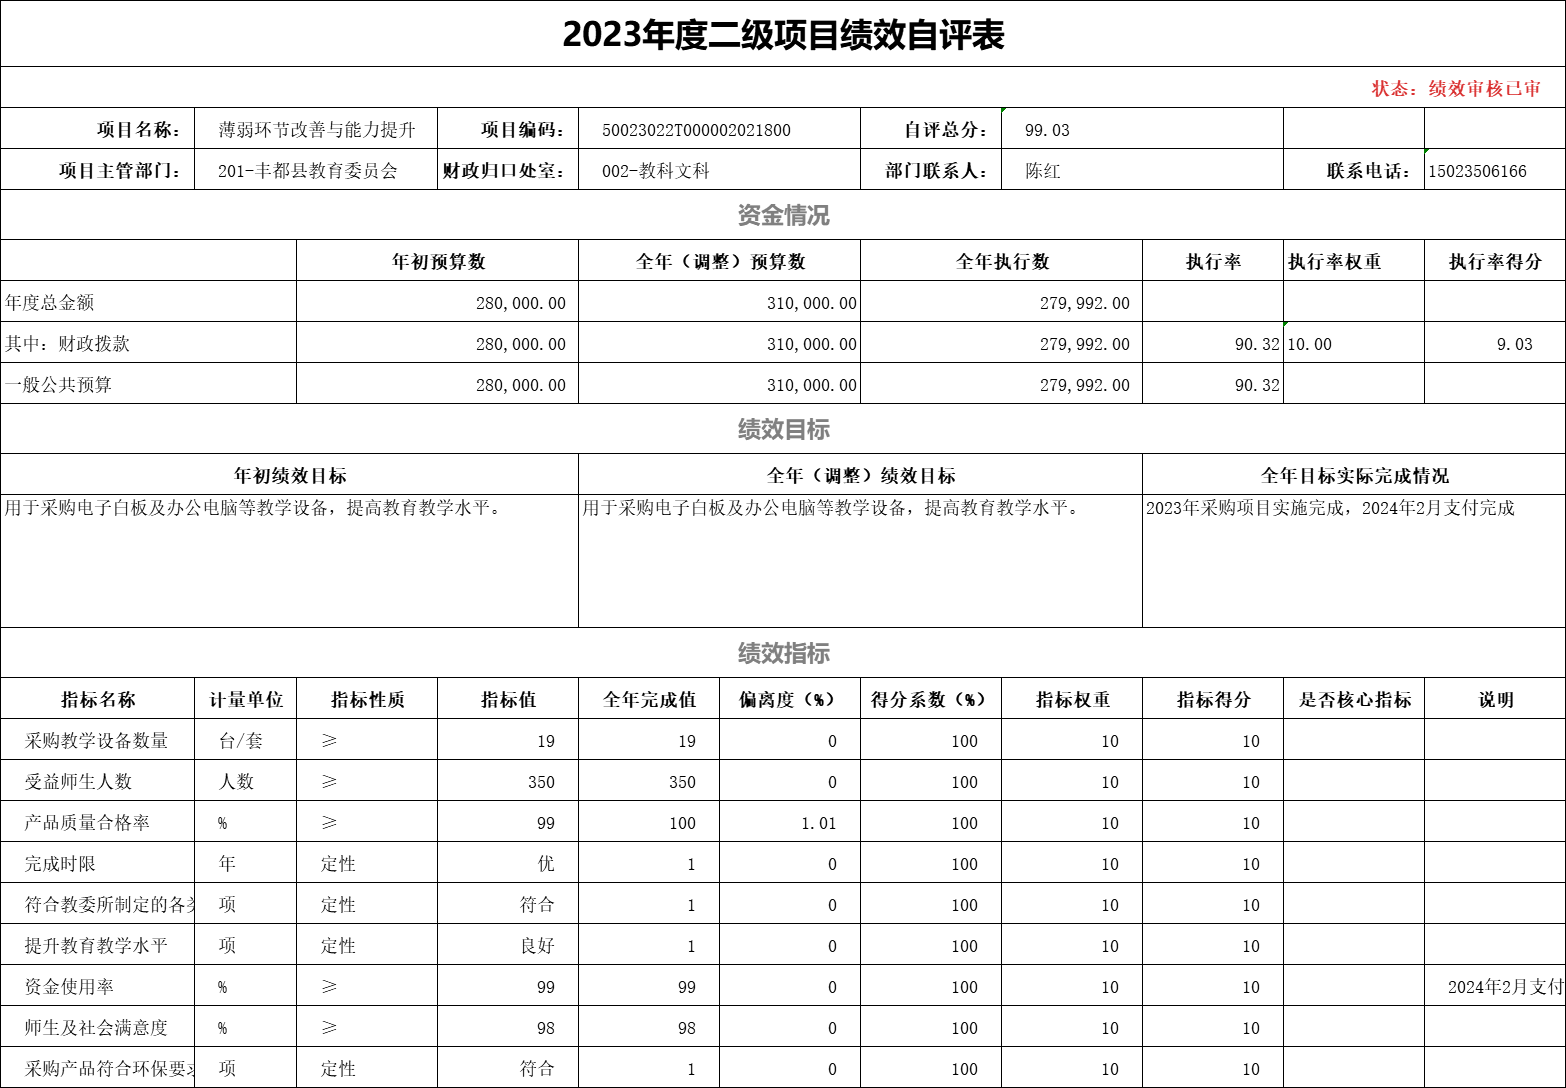 2023年度二级项目绩效自评表
状态：绩效审核已审
项目名称： 薄弱环节改善与能力提升 项目编码： 50023022T000002021800 自评总分： 99.03
项目主管部门： 201-丰都县教育委员会 财政归口处室： 002-教科文科 部门联系人： 陈红 联系电话： 15023506166
资金情况
年初预算数 全年（调整）预算数 全年执行数 执行率 执行率权重 执行率得分
年度总金额 280,000.00 310,000.00 279,992.00
其中：财政拨款 280,000.00 310,000.00 279,992.00 90.32 10.00 9.03
一般公共预算 280,000.00 310,000.00 279,992.00 90.32
绩效目标
年初绩效目标 全年（调整）绩效目标 全年目标实际完成情况
用于采购电子白板及办公电脑等教学设备，提高教育教学水平。 用于采购电子白板及办公电脑等教学设备，提高教育教学水平。 2023年采购项目实施完成，2024年2月支付完成
绩效指标
指标名称 计量单位 指标性质 指标值 全年完成值 偏离度（%） 得分系数（%） 指标权重 指标得分 是否核心指标 说明
采购教学设备数量 台/套 ≥ 19 19 0 100 10 10
受益师生人数 人数 ≥ 350 350 0 100 10 10
产品质量合格率 % ≥ 99 100 1.01 100 10 10
完成时限 年 定性 优 1 0 100 10 10
符合教委所制定的各 项 定性 符合 1 0 100 10 10
提升教育教学水平 项 定性 良好 1 0 100 10 10
资金使用率 % ≥ 99 99 0 100 10 10 2024年2月支付
师生及社会满意度 % ≥ 98 98 0 100 10 10
采购产品符合环保要 项 定性 符合 1 0 100 10 10